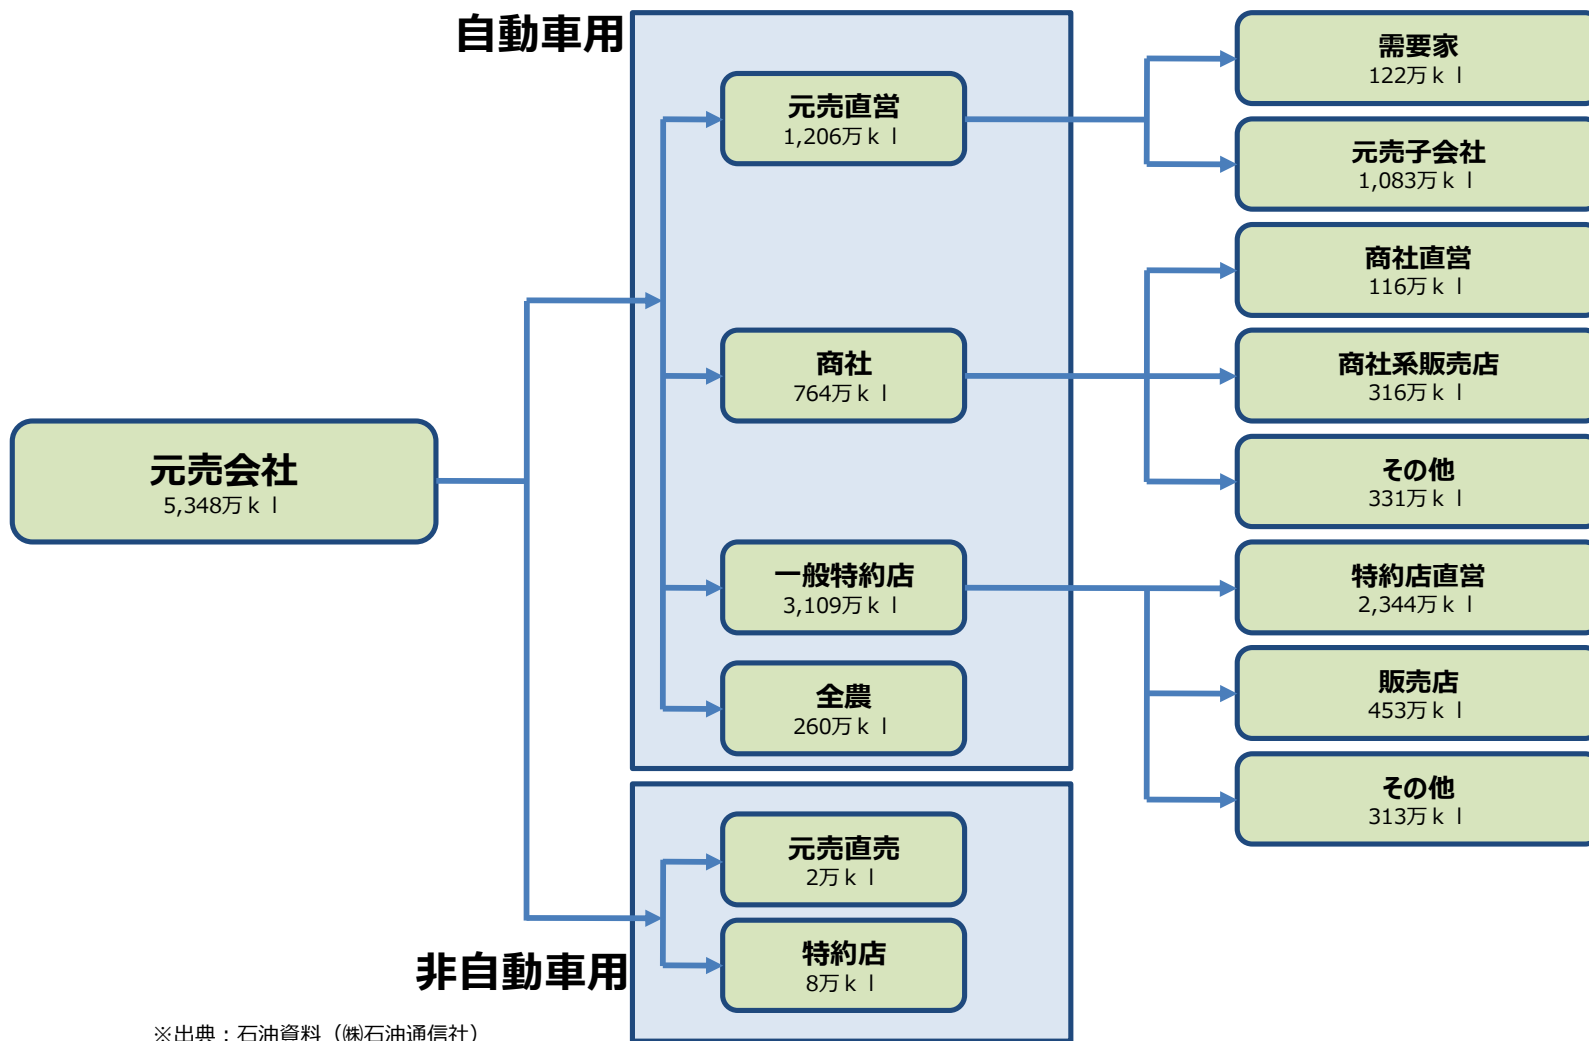 自動車用
元売会社
5,348万ｋｌ
元売直営
1,206万ｋｌ
商社
764万ｋｌ
一般特約店
3,109万ｋｌ
全農
260万ｋｌ
需要家
122万ｋｌ
元売子会社
1,083万ｋｌ
商社直営
116万ｋｌ
商社系販売店
316万ｋｌ
その他
331万ｋｌ
特約店直営
2,344万ｋｌ
販売店
453万ｋｌ
その他
313万ｋｌ
非自動車用
元売直売
2万ｋｌ
特約店
8万ｋｌ
※出典：石油資料（㈱石油通信社）